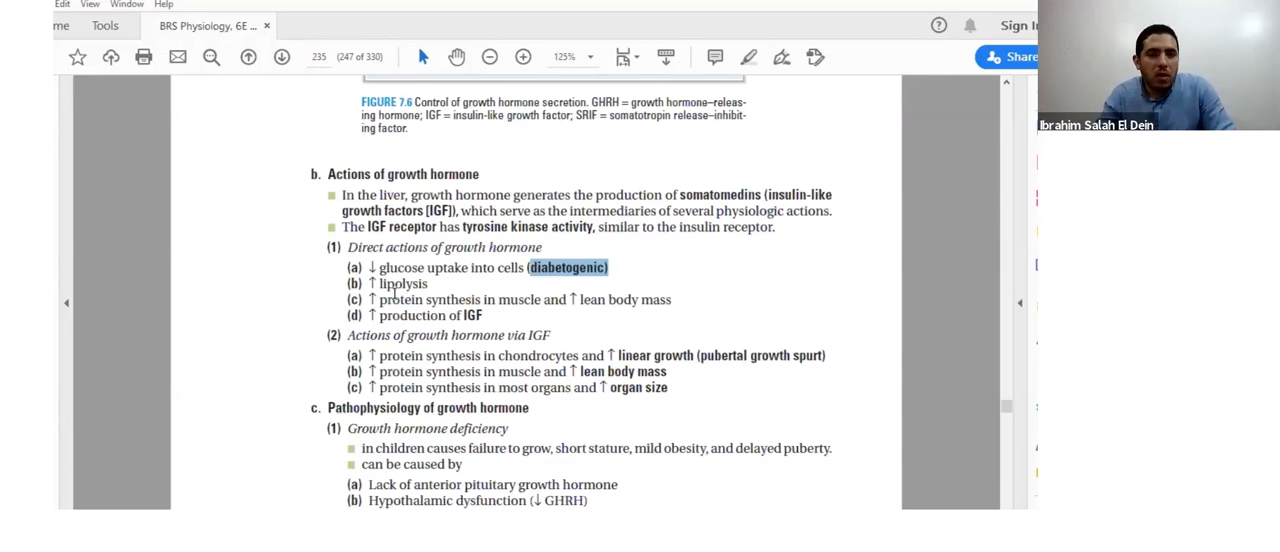 Edit View Window Help
me Tools BRS Physiology, 6E ... × Sign In
235 (247 of 330) 125% Share
Ibrahim Salah El Dein
FIGURE 7.6 Control of growth hormone secretion. GHRH = growth hormone–releas-
ing hormone; IGF = insulin-like growth factor; SRIF = somatotropin release–inhibit-
ing factor.
b. Actions of growth hormone
■ In the liver, growth hormone generates the production of somatomedins (insulin-like
growth factors [IGF]), which serve as the intermediaries of several physiologic actions.
■ The IGF receptor has tyrosine kinase activity, similar to the insulin receptor.
(1) Direct actions of growth hormone
(a) ↓ glucose uptake into cells (diabetogenic)
(b) ↑ lipolysis
(c) ↑ protein synthesis in muscle and ↑ lean body mass
(d) ↑ production of IGF
(2) Actions of growth hormone via IGF
(a) ↑ protein synthesis in chondrocytes and ↑ linear growth (pubertal growth spurt)
(b) ↑ protein synthesis in muscle and ↑ lean body mass
(c) ↑ protein synthesis in most organs and ↑ organ size
c. Pathophysiology of growth hormone
(1) Growth hormone deficiency
■ in children causes failure to grow, short stature, mild obesity, and delayed puberty.
■ can be caused by
(a) Lack of anterior pituitary growth hormone
(b) Hypothalamic dysfunction (↓ GHRH)